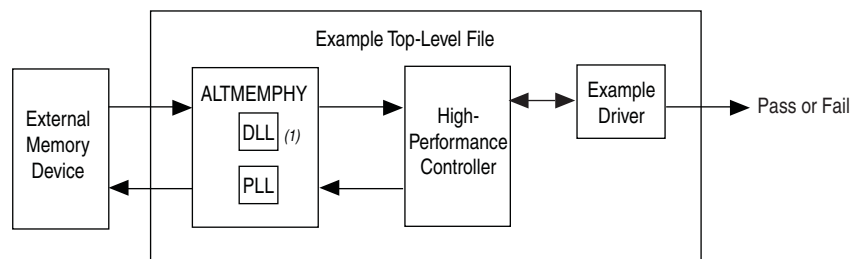 Example Top-Level File
External
Memory
Device
ALTMEMPHY
DLL (1)
PLL
High-
Performance
Controller
Example
Driver
Pass or Fail